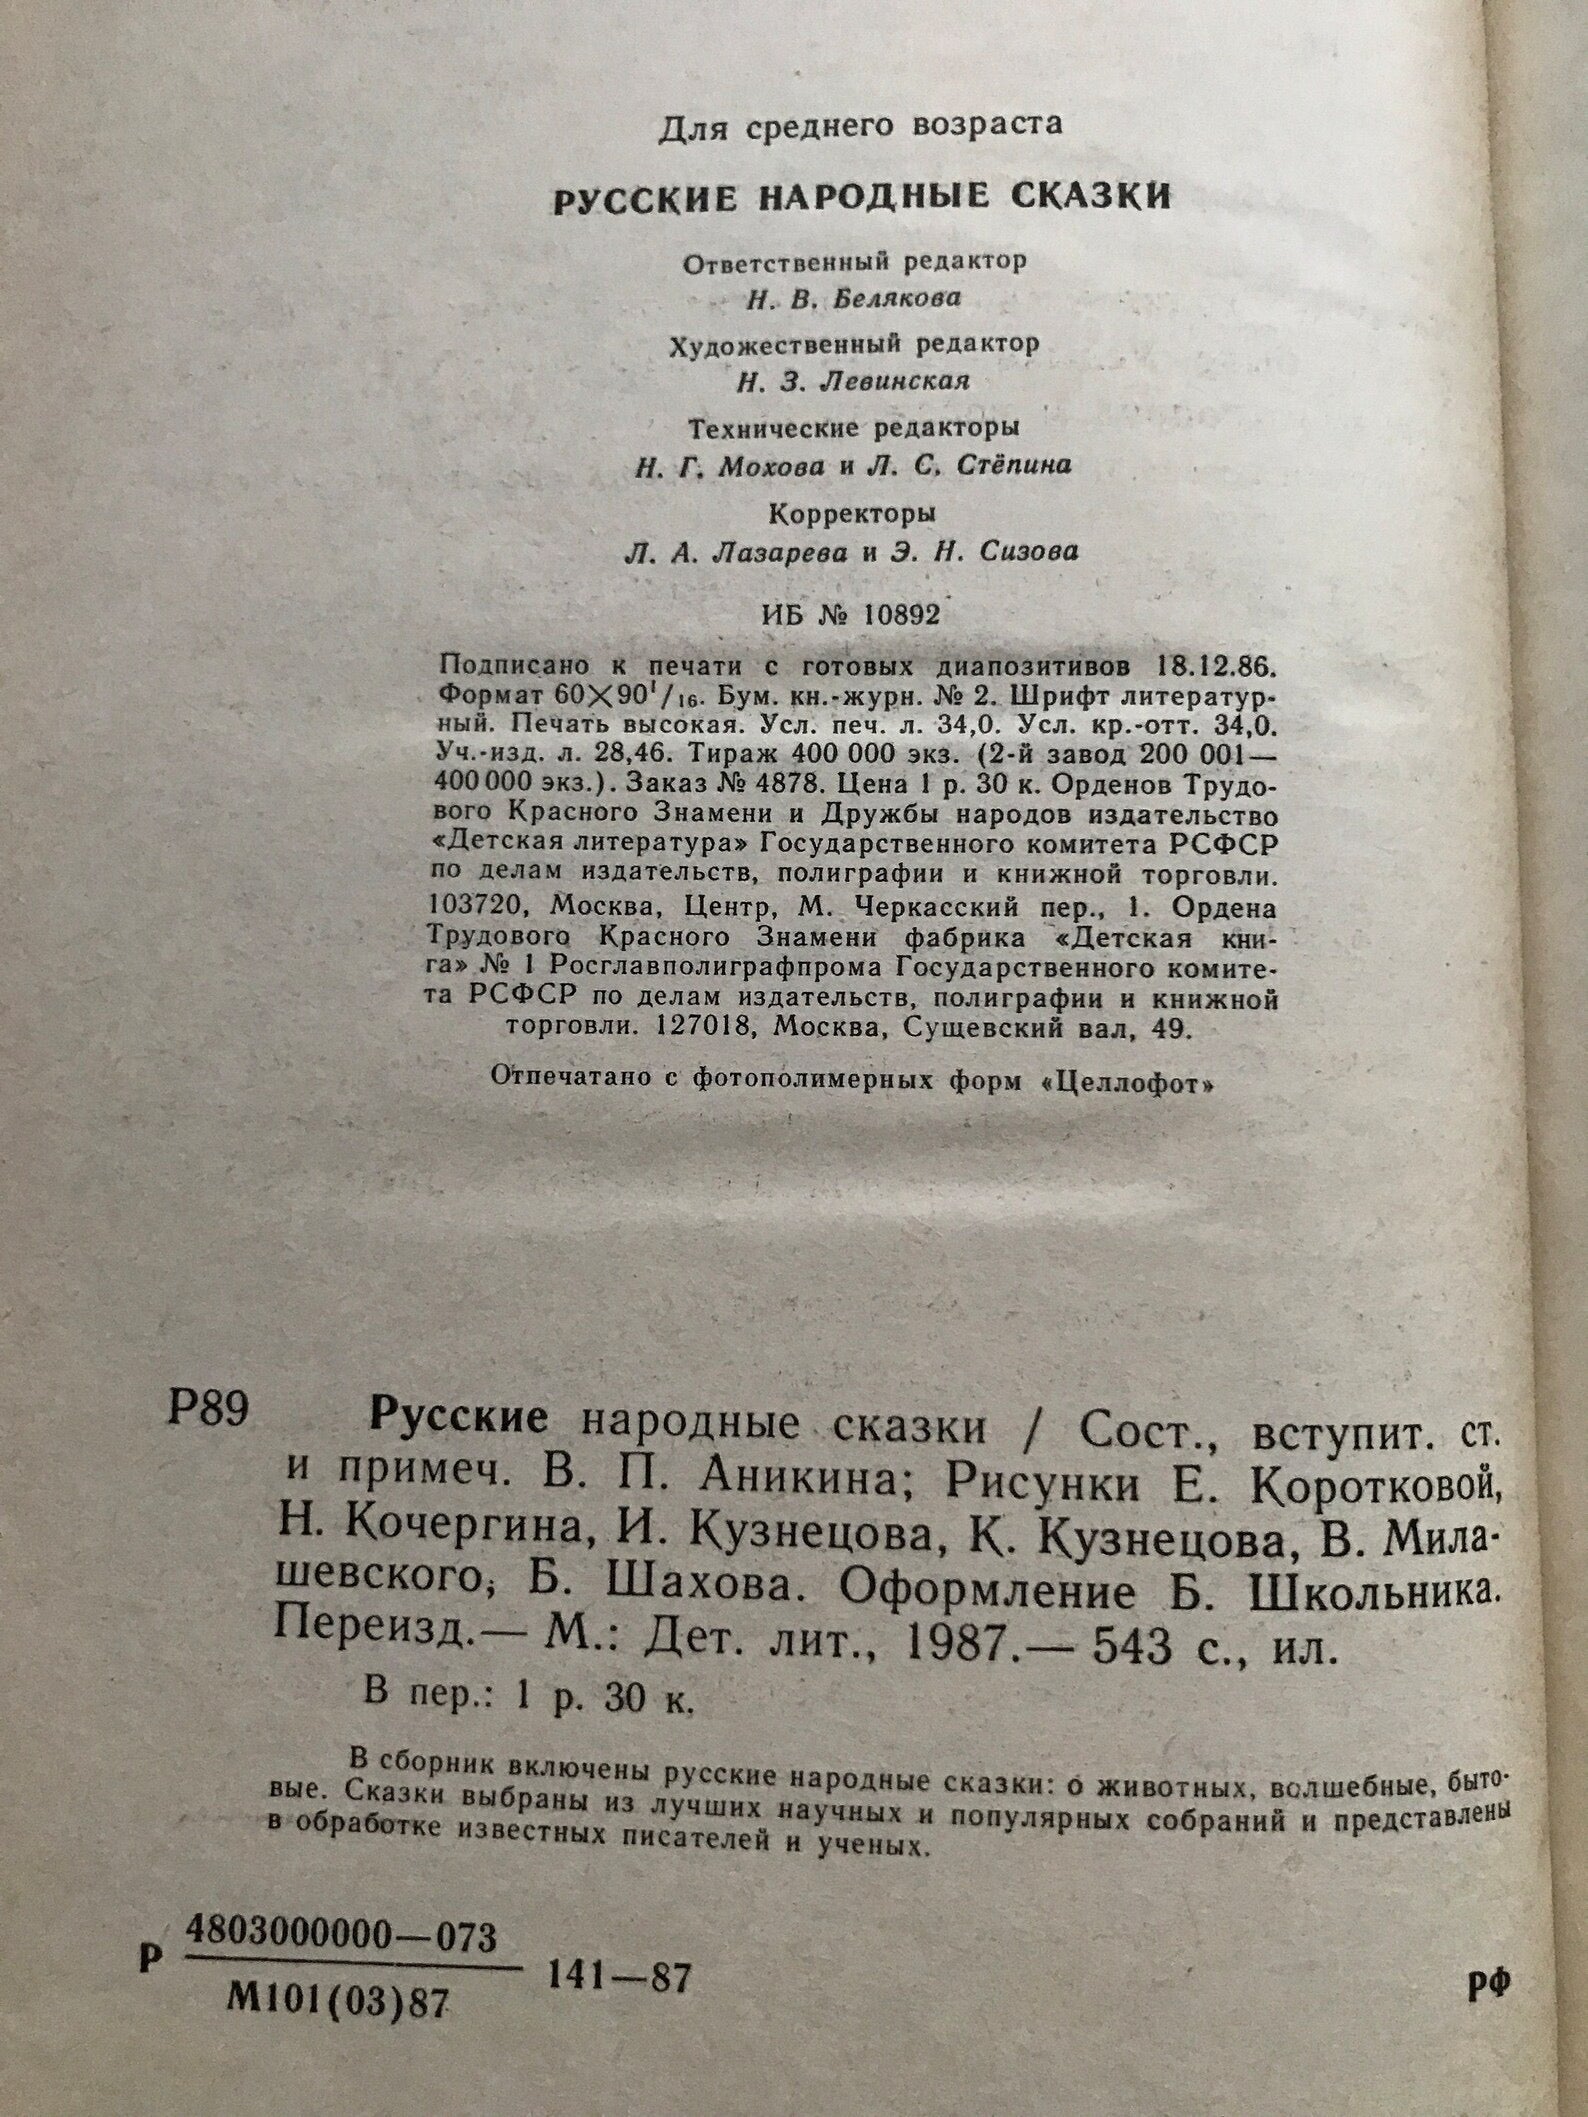 Для среднего возраста
РУССКИЕ НАРОДНЫЕ СКАЗКИ
Ответственный редактор
Н. В. Белякова
Художественный редактор
Н. З. Левинская
Технические редакторы
Н. Г. Мохова и Л. С. Стёпина
Корректоры
Л. А. Лазарева и Э. Н. Сизова
ИБ № 10892
Подписано к печати с готовых диапозитивов 18.12.86.
Формат 60×90¹/₁₆. Бум. кн.-журн. № 2. Шрифт литератур-
ный. Печать высокая. Усл. печ. л. 34,0. Усл. кр.-отт. 34,0.
Уч.-изд. л. 28,46. Тираж 400 000 экз. (2-й завод 200 001—
400 000 экз.). Заказ № 4878. Цена 1 р. 30 к. Орденов Трудо-
вого Красного Знамени и Дружбы народов издательство
«Детская литература» Государственного комитета РСФСР
по делам издательств, полиграфии и книжной торговли.
103720, Москва, Центр, М. Черкасский пер., 1. Ордена
Трудового Красного Знамени фабрика «Детская кни-
га» № 1 Росглавполиграфпрома Государственного комите-
та РСФСР по делам издательств, полиграфии и книжной
торговли. 127018, Москва, Сущевский вал, 49.
Отпечатано с фотополимерных форм «Целлофот»
Р89 Русские народные сказки / Сост., вступит. ст.
и примеч. В. П. Аникина; Рисунки Е. Коротковой,
Н. Кочергина, И. Кузнецова, К. Кузнецова, В. Мила-
шевского, Б. Шахова. Оформление Б. Школьника.
Переизд.— М.: Дет. лит., 1987.— 543 с., ил.
В пер.: 1 р. 30 к.
В сборник включены русские народные сказки: о животных, волшебные, быто-
вые. Сказки выбраны из лучших научных и популярных собраний и представлены
в обработке известных писателей и ученых.
4803000000—073
Р 141—87
М101(03)87
РФ